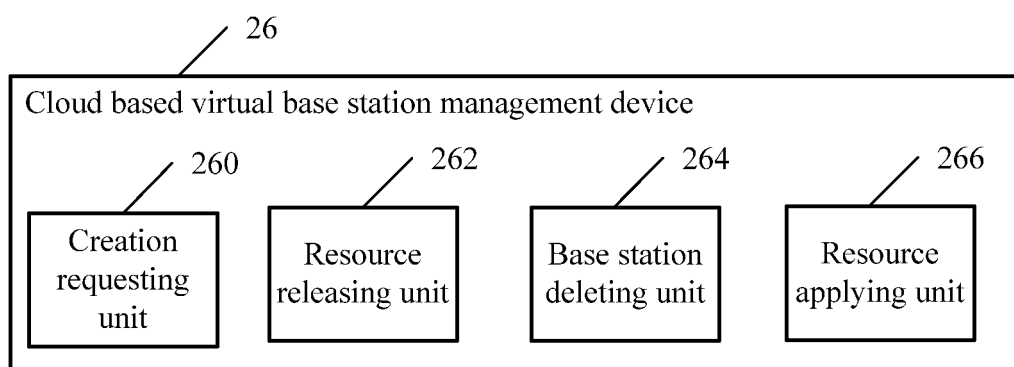 26
Cloud based virtual base station management device
260
262
264
266
Creation
requesting
unit
Resource
releasing unit
Base station
deleting unit
Resource
applying unit